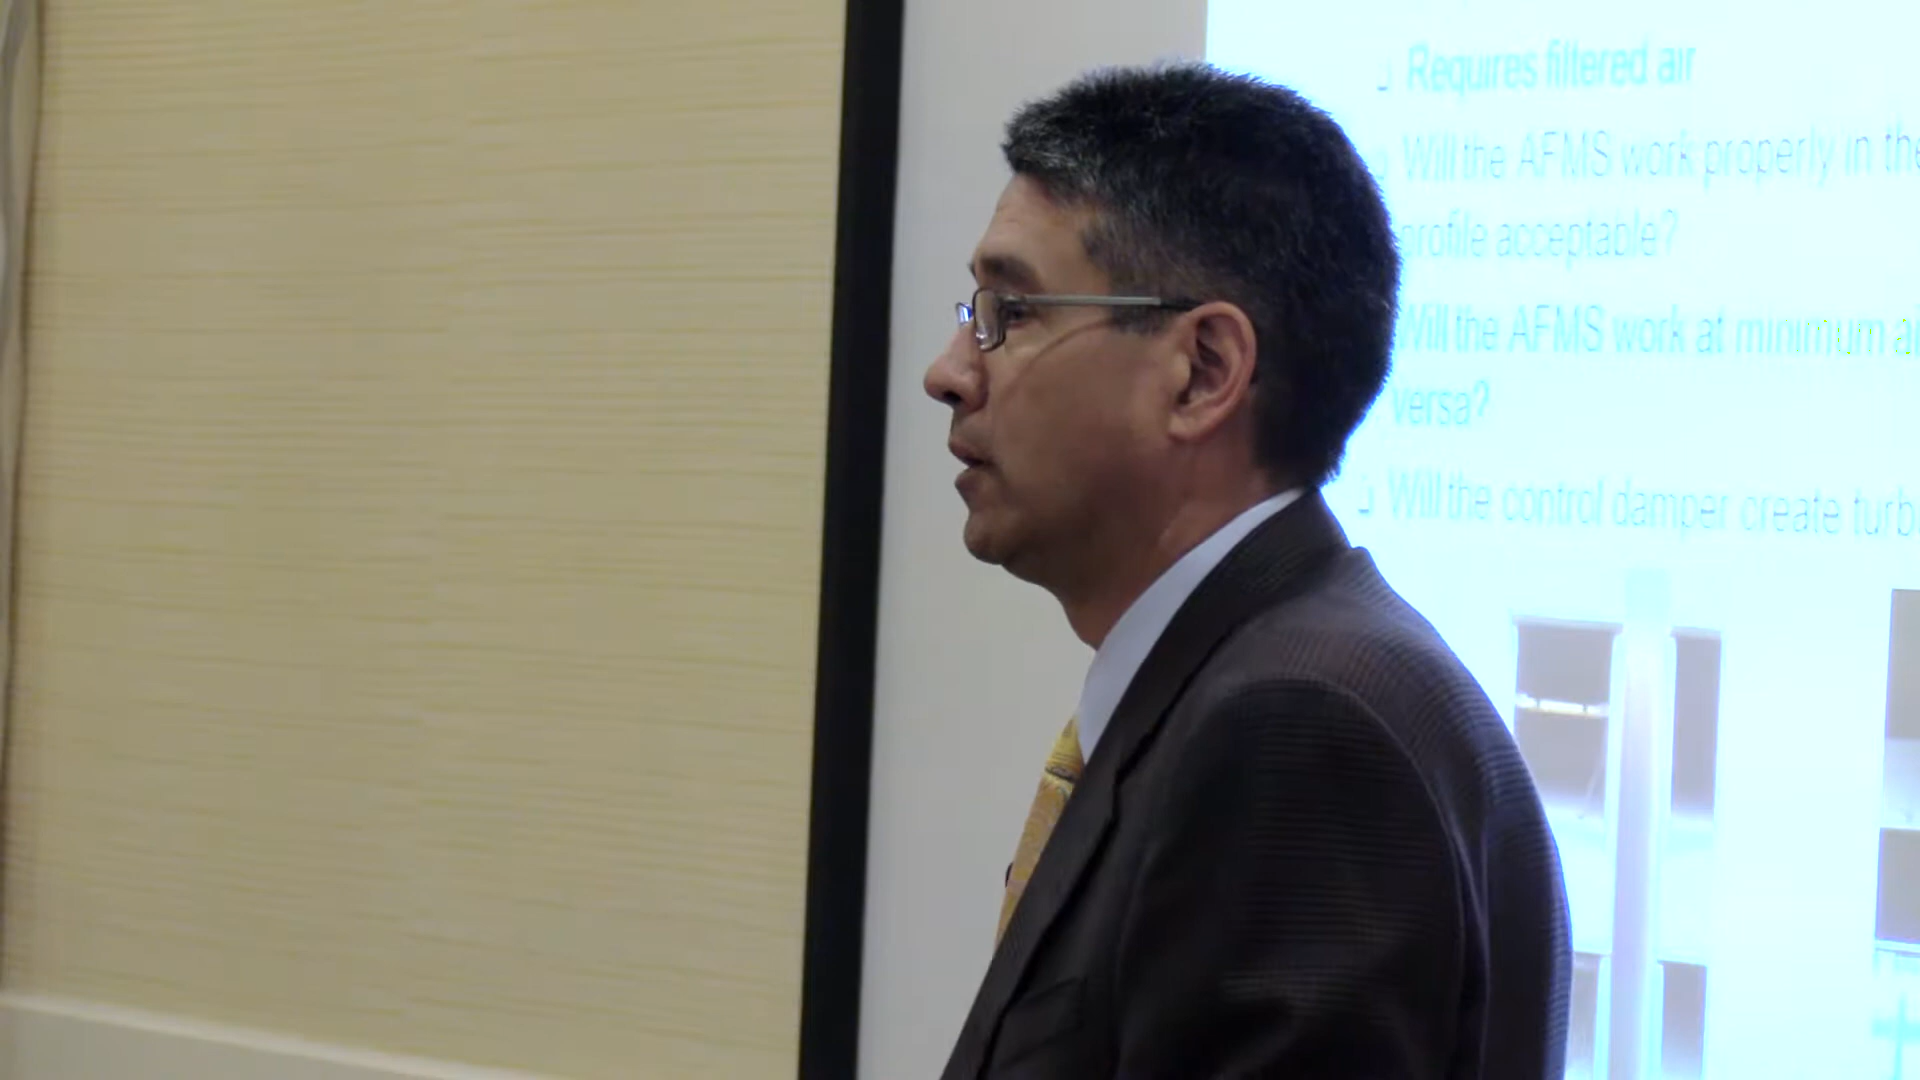 Requires filtered air
Will the AFMS work properly in the
profile acceptable?
Will the AFMS work at minimum
versa?
Will the control damper create